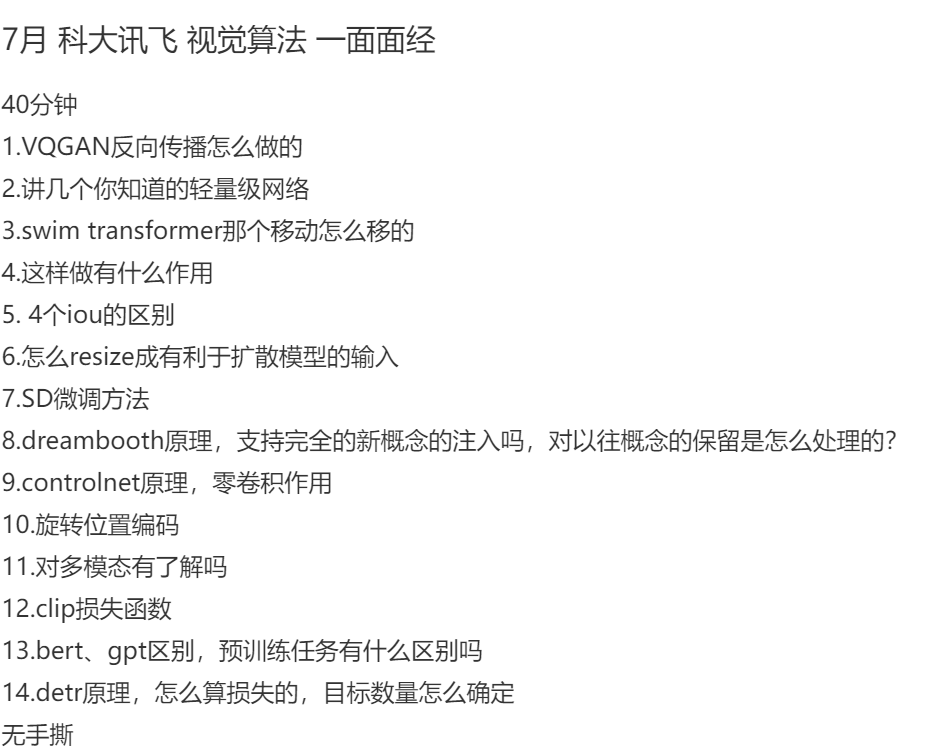 7月 科大讯飞 视觉算法 一面面经
40分钟
1.VQGAN反向传播怎么做的
2.讲几个你知道的轻量级网络
3.swim transformer那个移动怎么移的
4.这样做有什么作用
5. 4个iou的区别
6.怎么resize成有利于扩散模型的输入
7.SD微调方法
8.dreambooth原理，支持完全的新概念的注入吗，对以往概念的保留是怎么处理的？
9.controlnet原理，零卷积作用
10.旋转位置编码
11.对多模态有了解吗
12.clip损失函数
13.bert、gpt区别，预训练任务有什么区别吗
14.detr原理，怎么算损失的，目标数量怎么确定
无手撕